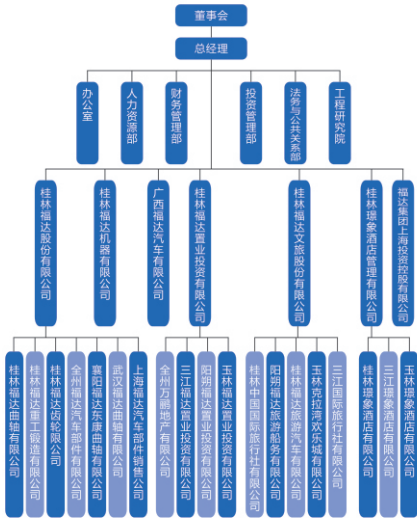 董事会
总经理
办公室
人力资源部
财务管理部
投资管理部
法务与公共关系部
工程研究院
桂林福达股份有限公司
桂林福达机器有限公司
广西福达汽车有限公司
桂林福达置业投资有限公司
桂林福达文旅股份有限公司
桂林璟象酒店管理有限公司
福达集团上海投资控股有限公司
桂林福达曲轴有限公司
桂林福达重工锻造有限公司
桂林福达齿轮有限公司
全州福达汽车部件有限公司
襄阳福达东康曲轴有限公司
武汉福达曲轴有限公司
上海福达汽车部件销售公司
全州万鹏地产有限公司
三江福达置业投资有限公司
阳朔福达置业投资有限公司
玉林福达置业投资有限公司
桂林中国国际旅行社有限公司
阳朔福达旅游船务有限公司
桂林福达旅游汽车有限公司
玉林克拉湾欢乐城有限公司
三江国际旅行社有限公司
桂林璟象酒店有限公司
三江璟象酒店有限公司
玉林璟象酒店有限公司